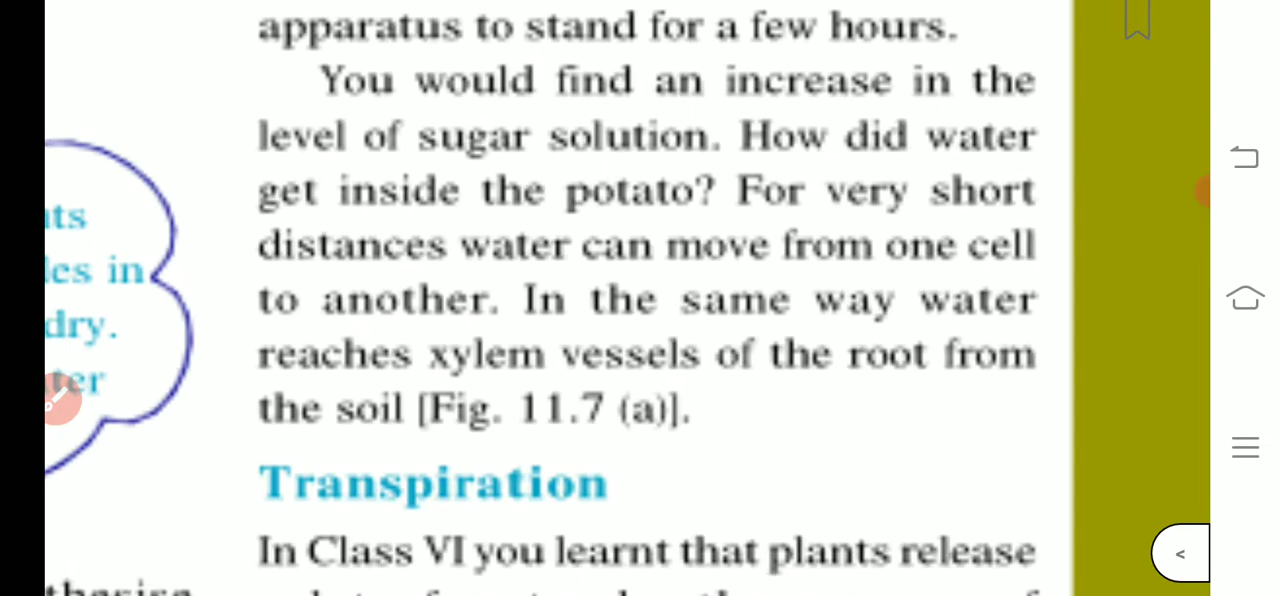 apparatus to stand for a few hours.
You would find an increase in the
level of sugar solution. How did water
get inside the potato? For very short
distances water can move from one cell
to another. In the same way water
reaches xylem vessels of the root from
the soil [Fig. 11.7 (a)].
Transpiration
In Class VI you learnt that plants release
in
dry.